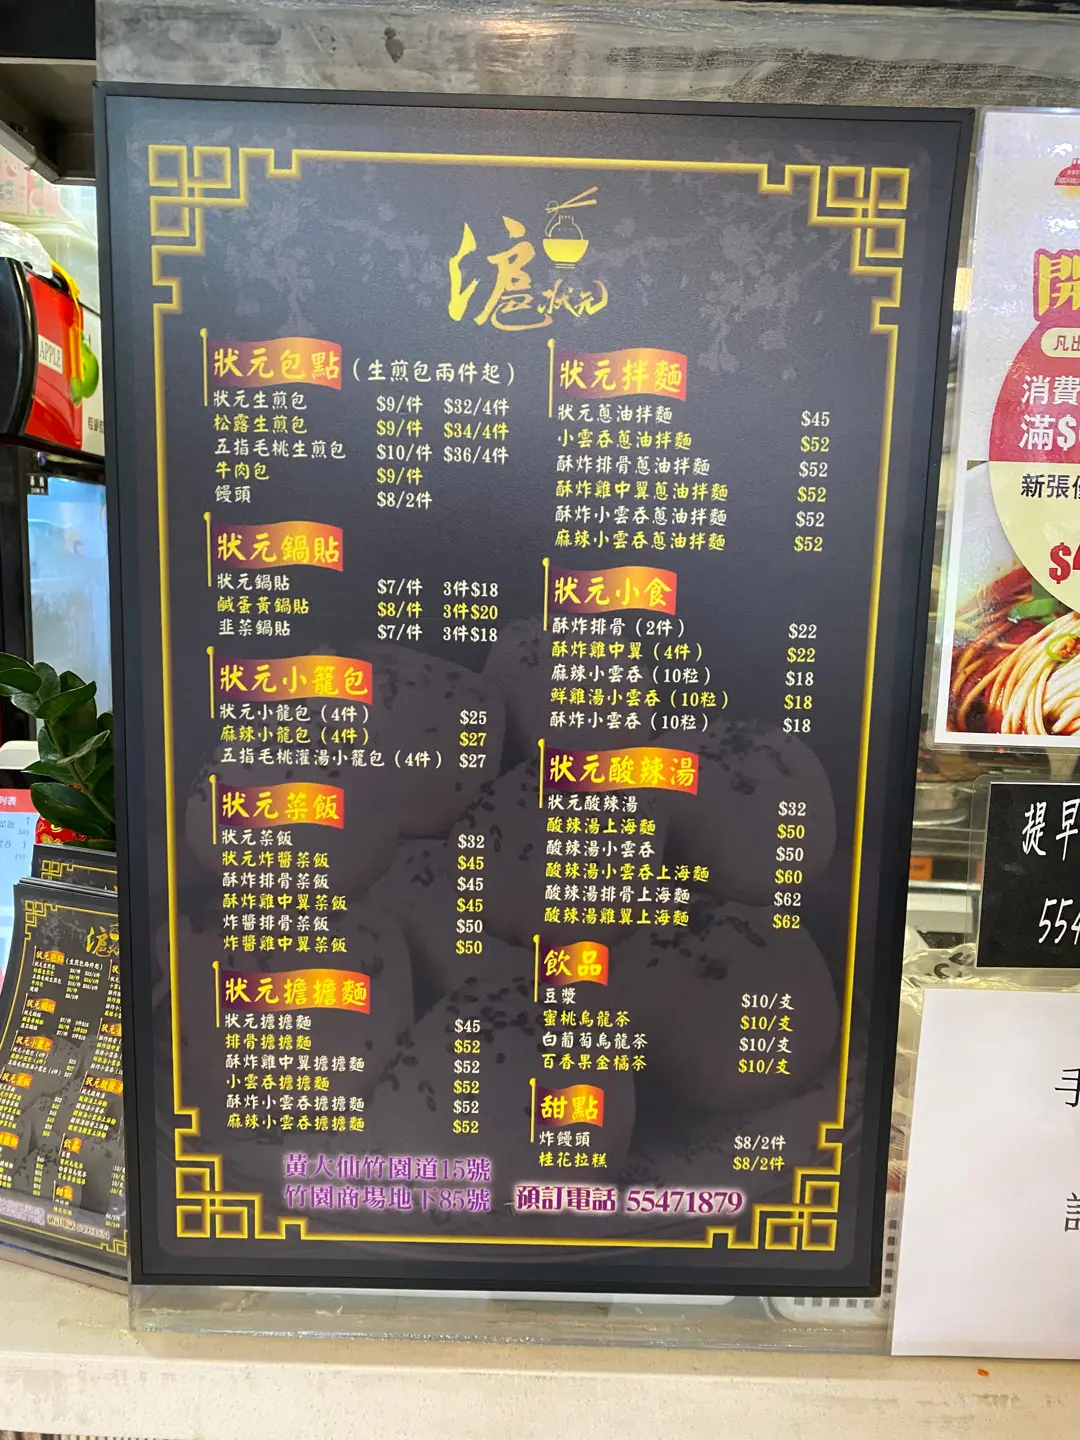 滬狀元
狀元包點（生煎包兩件起）
狀元生煎包 $9/件 $32/4件
松露生煎包 $9/件 $34/4件
五指毛桃生煎包 $10/件 $36/4件
牛肉包 $9/件
饅頭 $8/2件
狀元鍋貼
狀元鍋貼 $7/件 3件$18
鹹蛋黃鍋貼 $8/件 3件$20
韭菜鍋貼 $7/件 3件$18
狀元小籠包
狀元小龍包（4件） $25
麻辣小龍包（4件） $27
五指毛桃灌湯小籠包（4件） $27
狀元菜飯
狀元菜飯 $32
狀元炸醬菜飯 $45
酥炸排骨菜飯 $45
酥炸雞中翼菜飯 $45
炸醬排骨菜飯 $50
炸醬雞中翼菜飯 $50
狀元擔擔麵
狀元擔擔麵 $45
排骨擔擔麵 $52
酥炸雞中翼擔擔麵 $52
小雲吞擔擔麵 $52
酥炸小雲吞擔擔麵 $52
麻辣小雲吞擔擔麵 $52
狀元拌麵
狀元蔥油拌麵 $45
小雲吞蔥油拌麵 $52
酥炸排骨蔥油拌麵 $52
酥炸雞中翼蔥油拌麵 $52
酥炸小雲吞蔥油拌麵 $52
麻辣小雲吞蔥油拌麵 $52
狀元小食
酥炸排骨（2件） $22
酥炸雞中翼（4件） $22
麻辣小雲吞（10粒） $18
鮮雞湯小雲吞（10粒） $18
酥炸小雲吞（10粒） $18
狀元酸辣湯
狀元酸辣湯 $32
酸辣湯上海麵 $50
酸辣湯小雲吞 $50
酸辣湯小雲吞上海麵 $60
酸辣湯排骨上海麵 $62
酸辣湯雞翼上海麵 $62
飲品
豆漿 $10/支
蜜桃烏龍茶 $10/支
白葡萄烏龍茶 $10/支
百香果金橘茶 $10/支
甜點
炸饅頭 $8/2件
桂花拉糕 $8/2件
黃大仙竹園道15號
竹園商場地下85號
預訂電話 55471879
APPLE
開
凡出
消費
滿$
新張優
$4
提早
554
手